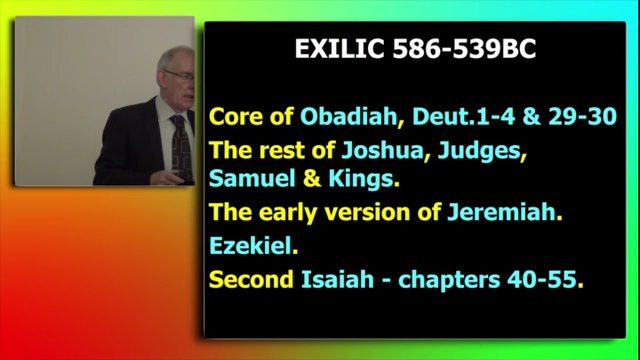 EXILIC 586-539BC
Core of Obadiah, Deut.1-4 & 29-30
The rest of Joshua, Judges,
Samuel & Kings.
The early version of Jeremiah.
Ezekiel.
Second Isaiah - chapters 40-55.